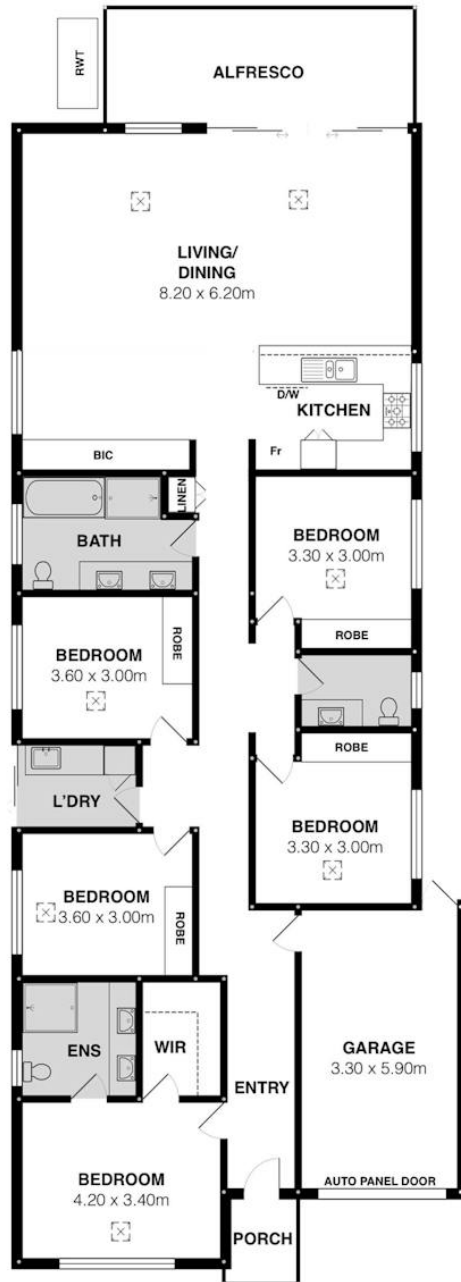 RWT
ALFRESCO
LIVING/
DINING
8.20 x 6.20m
D/W
KITCHEN
Fr
BIC
LINEN
BATH
BEDROOM
3.30 x 3.00m
ROBE
BEDROOM
3.60 x 3.00m
ROBE
ROBE
L'DRY
BEDROOM
3.30 x 3.00m
BEDROOM
3.60 x 3.00m
ROBE
ENS
WIR
ENTRY
GARAGE
3.30 x 5.90m
BEDROOM
4.20 x 3.40m
AUTO PANEL DOOR
PORCH